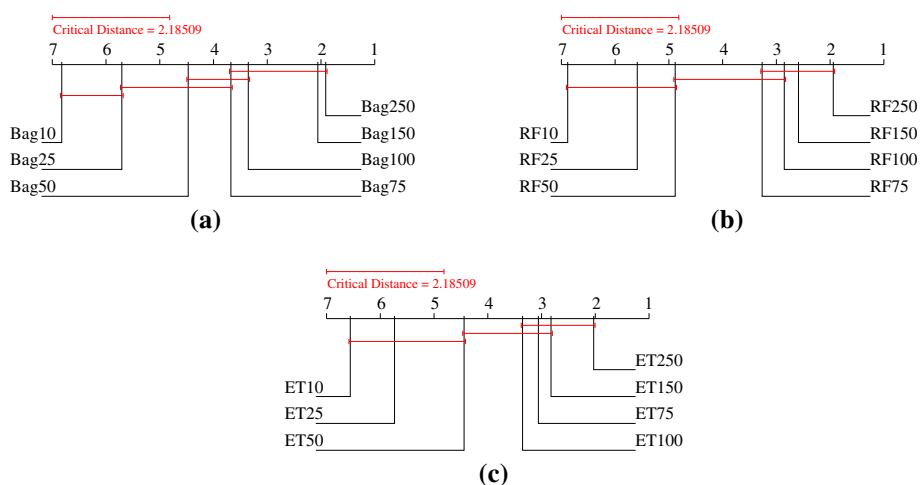 Critical Distance = 2.18509
7 6 5 4 3 2 1
Bag250
Bag10 Bag150
Bag25 Bag100
Bag50 Bag75
(a)
Critical Distance = 2.18509
7 6 5 4 3 2 1
RF250
RF10 RF150
RF25 RF100
RF50 RF75
(b)
Critical Distance = 2.18509
7 6 5 4 3 2 1
ET250
ET10 ET150
ET25 ET75
ET50 ET100
(c)